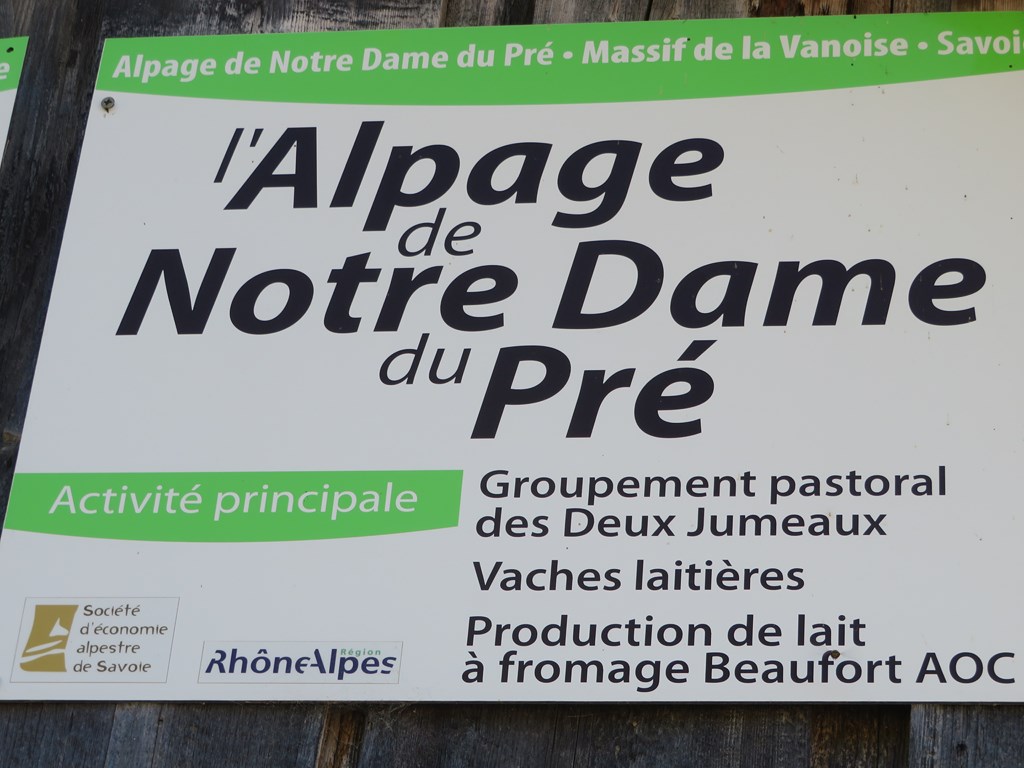 e
Alpage de Notre Dame du Pré • Massif de la Vanoise • Savoi
l'Alpage
de
Notre Dame
du Pré
Activité principale
Groupement pastoral
des Deux Jumeaux
Vaches laitières
Production de lait
à fromage Beaufort AOC
Société
d'économie
alpestre
de Savoie
Région
RhôneAlpes